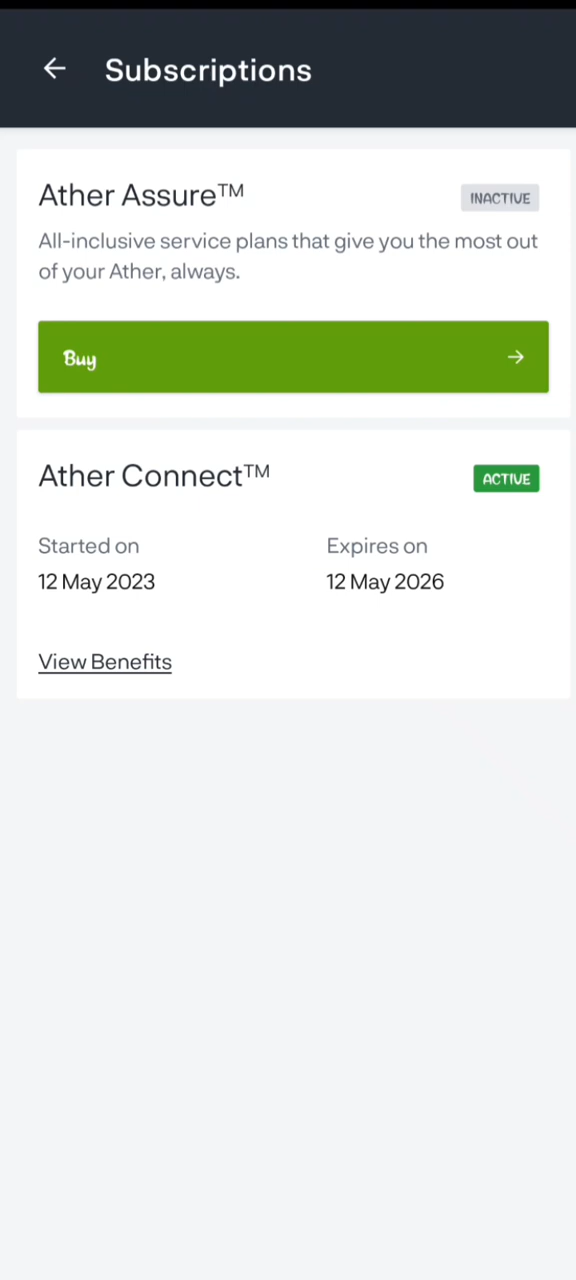 Subscriptions
Ather Assure™
INACTIVE
All-inclusive service plans that give you the most out
of your Ather, always.
Buy
Ather Connect™
ACTIVE
Started on
Expires on
12 May 2023
12 May 2026
View Benefits